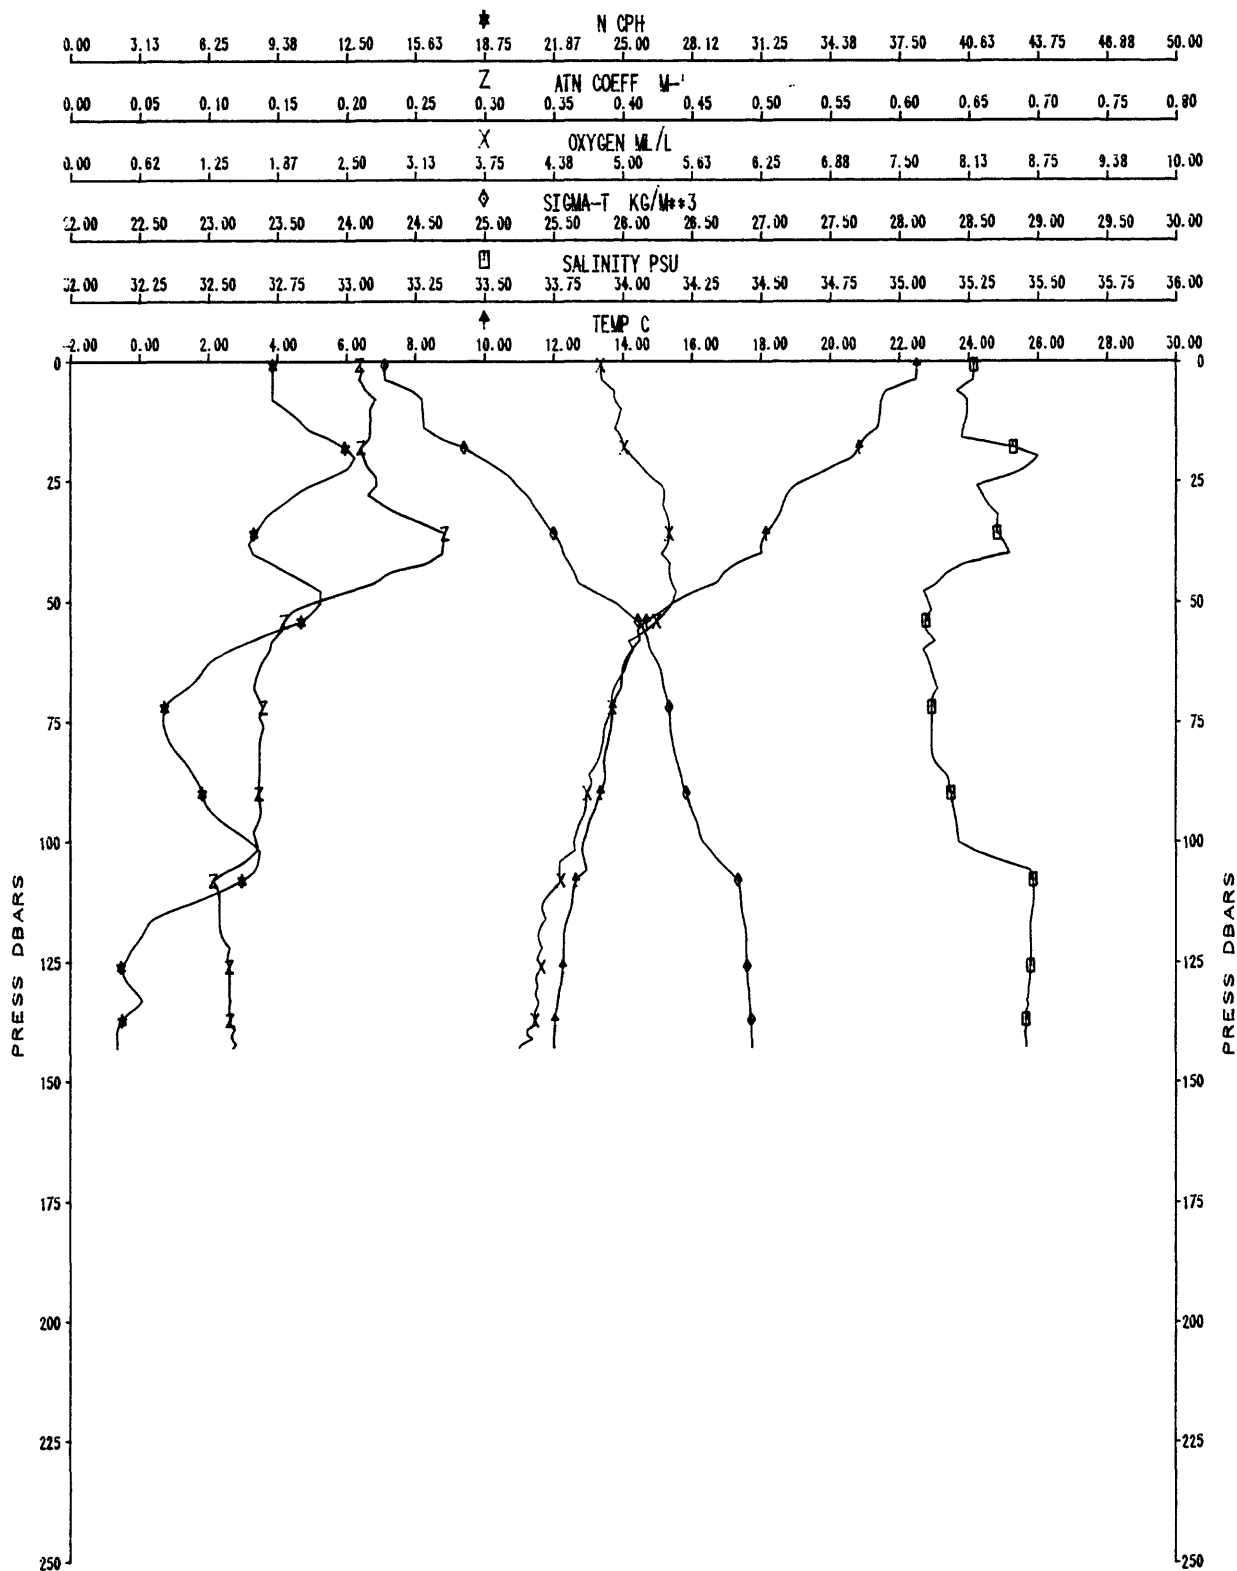 N CPH
0.00 3.13 6.25 9.38 12.50 15.63 18.75 21.87 25.00 28.12 31.25 34.38 37.50 40.63 43.75 46.88 50.00
Z ATN COEFF M-¹
0.00 0.05 0.10 0.15 0.20 0.25 0.30 0.35 0.40 0.45 0.50 0.55 0.60 0.65 0.70 0.75 0.80
X OXYGEN ML/L
0.00 0.62 1.25 1.87 2.50 3.13 3.75 4.38 5.00 5.63 6.25 6.88 7.50 8.13 8.75 9.38 10.00
SIGMA-T KG/M**3
22.00 22.50 23.00 23.50 24.00 24.50 25.00 25.50 26.00 26.50 27.00 27.50 28.00 28.50 29.00 29.50 30.00
SALINITY PSU
32.00 32.25 32.50 32.75 33.00 33.25 33.50 33.75 34.00 34.25 34.50 34.75 35.00 35.25 35.50 35.75 36.00
TEMP C
-2.00 0.00 2.00 4.00 6.00 8.00 10.00 12.00 14.00 16.00 18.00 20.00 22.00 24.00 26.00 28.00 30.00
0 0
25 25
50 50
75 75
100 100
PRESS DBARS PRESS DBARS
125 125
150 150
175 175
200 200
225 225
250 250